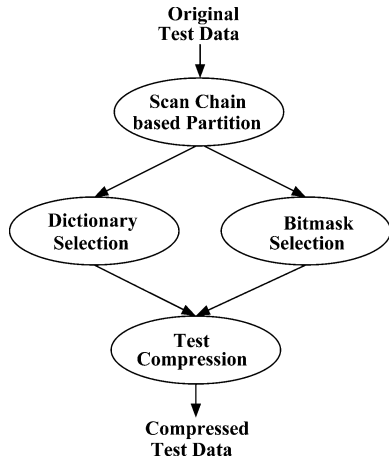 Original
Test Data
Scan Chain
based Partition
Dictionary
Selection
Bitmask
Selection
Test
Compression
Compressed
Test Data